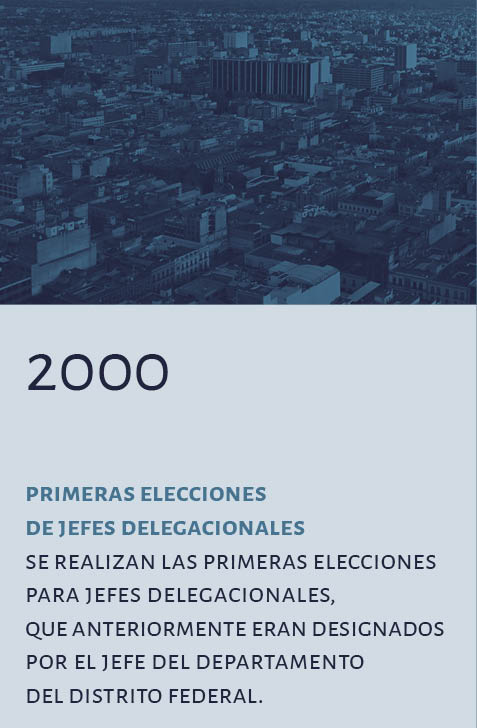 2000
PRIMERAS ELECCIONES
DE JEFES DELEGACIONALES
SE REALIZAN LAS PRIMERAS ELECCIONES
PARA JEFES DELEGACIONALES,
QUE ANTERIORMENTE ERAN DESIGNADOS
POR EL JEFE DEL DEPARTAMENTO
DEL DISTRITO FEDERAL.